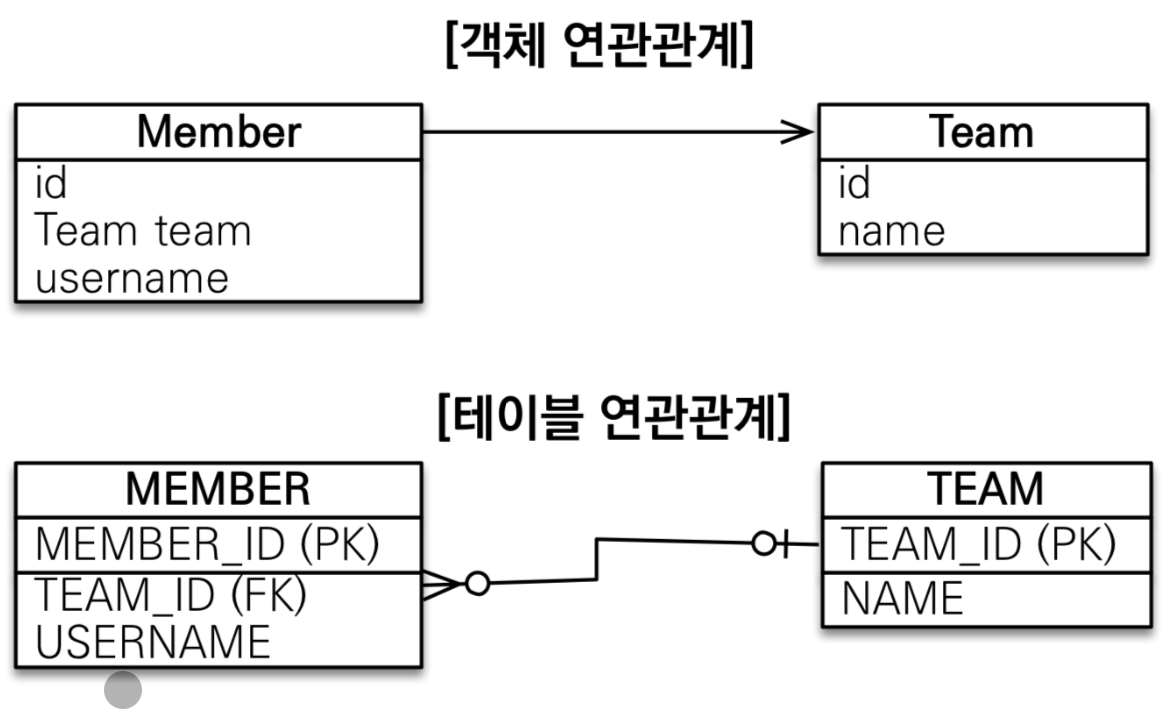 [객체 연관관계]
Member
id
Team team
username
Team
id
name
[테이블 연관관계]
MEMBER
MEMBER_ID (PK)
TEAM_ID (FK)
USERNAME
TEAM
TEAM_ID (PK)
NAME